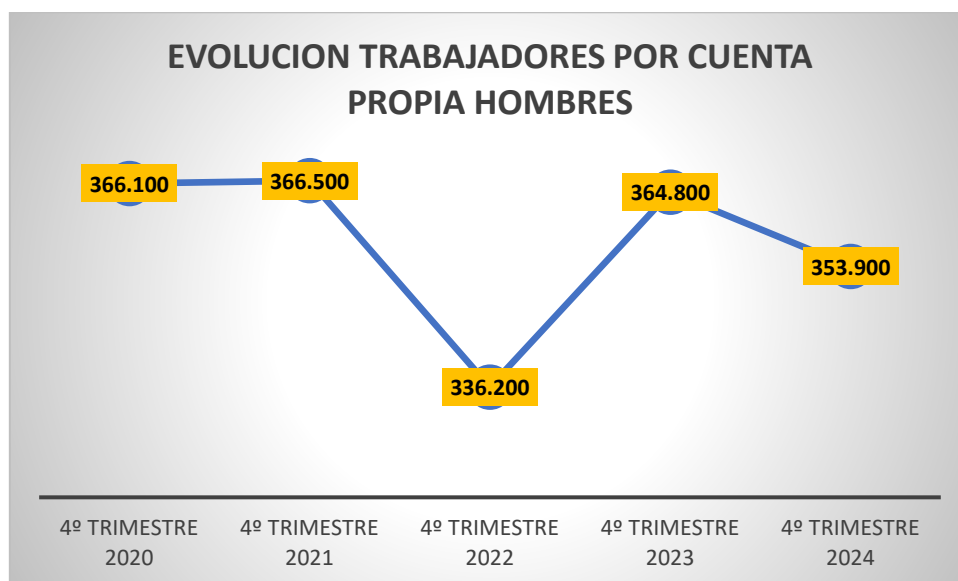 EVOLUCION TRABAJADORES POR CUENTA
PROPIA HOMBRES
366.100
366.500
336.200
364.800
353.900
4º TRIMESTRE
2020
4º TRIMESTRE
2021
4º TRIMESTRE
2022
4º TRIMESTRE
2023
4º TRIMESTRE
2024